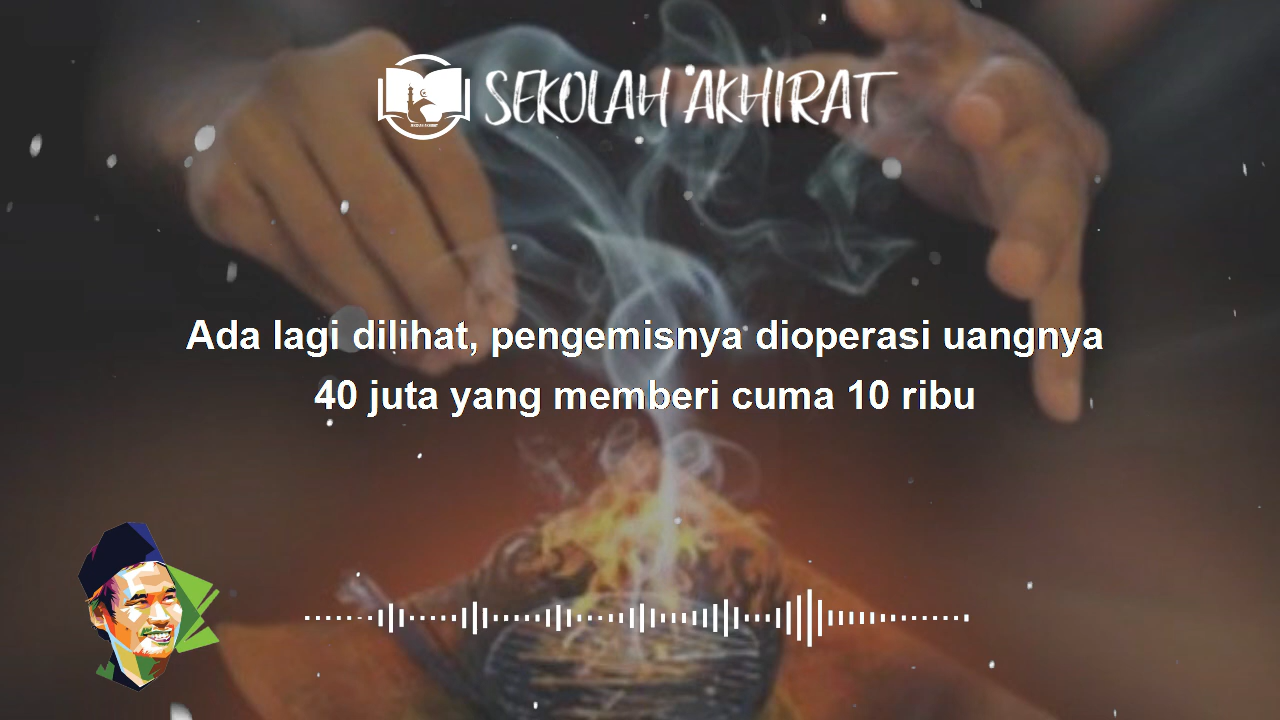 SEKOLAH AKHIRAT
Ada lagi dilihat, pengemisnya dioperasi uangnya
40 juta yang memberi cuma 10 ribu